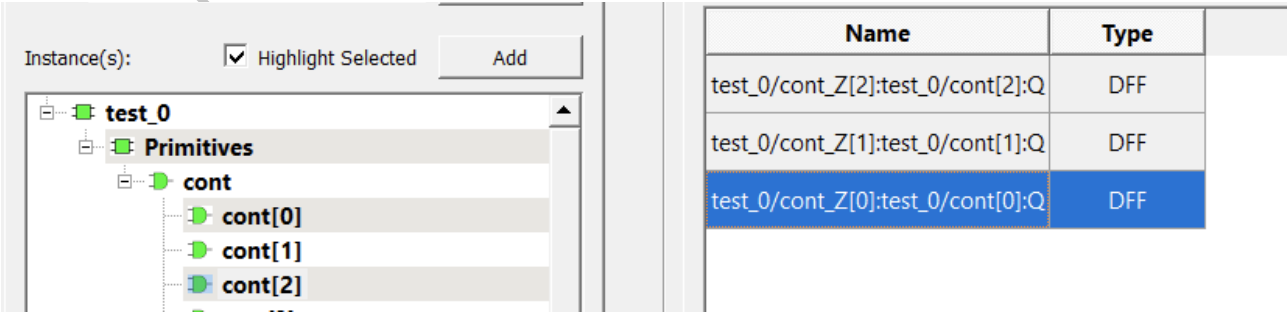 Instance(s): Highlight Selected Add
test_0
Primitives
cont
cont[0]
cont[1]
cont[2]
Name Type
test_0/cont_Z[2]:test_0/cont[2]:Q DFF
test_0/cont_Z[1]:test_0/cont[1]:Q DFF
test_0/cont_Z[0]:test_0/cont[0]:Q DFF